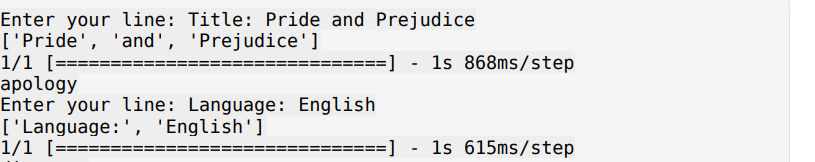 Enter your line: Title: Pride and Prejudice
['Pride', 'and', 'Prejudice']
1/1 [==============================] - 1s 868ms/step
apology
Enter your line: Language: English
['Language:', 'English']
1/1 [==============================] - 1s 615ms/step